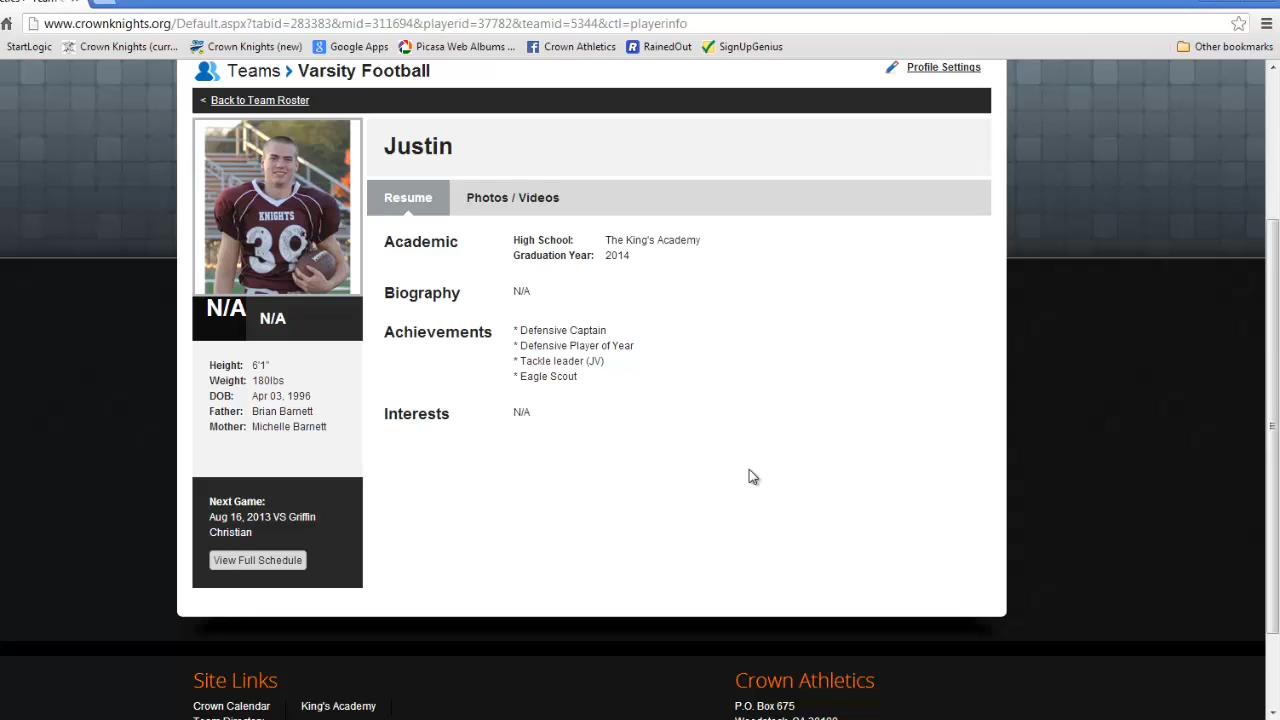 www.crownknights.org/Default.aspx?tabid=283383&mid=311694&playerid=37782&teamid=5344&ctl=playerinfo
StartLogic Crown Knights (curr... Crown Knights (new) Google Apps Picasa Web Albums ... Crown Athletics RainedOut SignUpGenius Other bookmarks
Teams > Varsity Football
Profile Settings
< Back to Team Roster
KNIGHTS
39
N/A N/A
Height: 6'1"
Weight: 180lbs
DOB: Apr 03, 1996
Father: Brian Barnett
Mother: Michelle Barnett
Next Game:
Aug 16, 2013 VS Griffin
Christian
View Full Schedule
Justin
Resume Photos / Videos
Academic High School: The King's Academy
Graduation Year: 2014
Biography N/A
Achievements * Defensive Captain
* Defensive Player of Year
* Tackle leader (JV)
* Eagle Scout
Interests N/A
Site Links
Crown Calendar King's Academy
Crown Athletics
P.O. Box 675